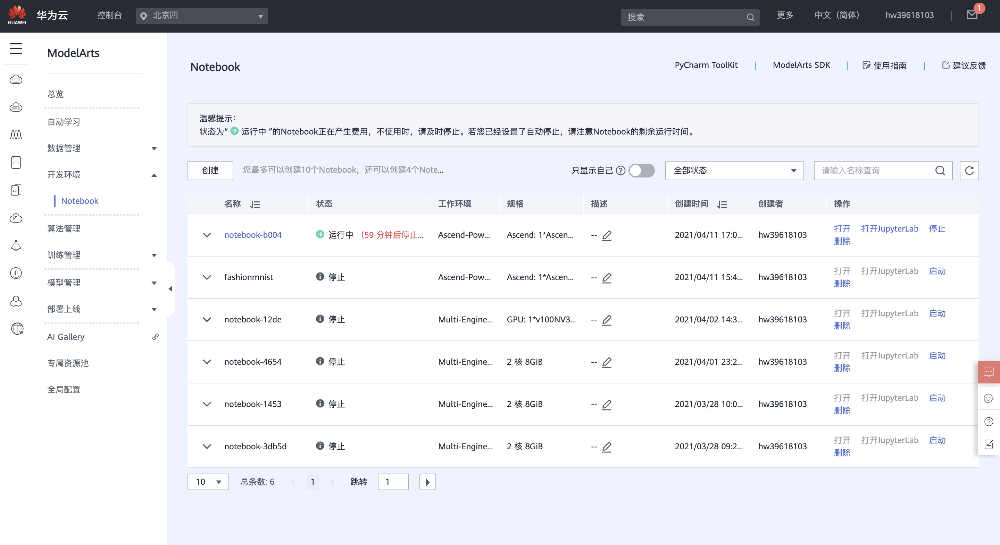 HUAWEI 华为云 | 控制台 北京四 搜索 更多 中文（简体） hw39618103 | 1
ModelArts
总览
自动学习
数据管理
开发环境
Notebook
算法管理
训练管理
模型管理
部署上线
AI Gallery
专属资源池
全局配置
IP
W
Notebook
PyCharm ToolKit | ModelArts SDK | 使用指南 | 建议反馈
温馨提示：
状态为“ 运行中 ”的Notebook正在产生费用，不使用时，请及时停止。若您已经设置了自动停止，请注意Notebook的剩余运行时间。
创建 您最多可以创建10个Notebook，还可以创建4个Note... 只显示自己 全部状态 请输入名称查询
名称 状态 工作环境 规格 描述 创建时间 创建者 操作
notebook-b004 运行中 （59 分钟后停止... Ascend-Pow... Ascend: 1*Ascen... -- 2021/04/11 17:0... hw39618103 打开 打开JupyterLab 停止
删除
fashionmnist 停止 Ascend-Pow... Ascend: 1*Ascen... -- 2021/04/11 15:4... hw39618103 打开 打开JupyterLab 启动
删除
notebook-12de 停止 Multi-Engine... GPU: 1*v100NV3... -- 2021/04/02 14:3... hw39618103 打开 打开JupyterLab 启动
删除
notebook-4654 停止 Multi-Engine... 2 核 8GiB -- 2021/04/01 23:2... hw39618103 打开 打开JupyterLab 启动
删除
notebook-1453 停止 Multi-Engine... 2 核 8GiB -- 2021/03/28 10:0... hw39618103 打开 打开JupyterLab 启动
删除
notebook-3db5d 停止 Multi-Engine... 2 核 8GiB -- 2021/03/28 09:2... hw39618103 打开 打开JupyterLab 启动
删除
10 总条数: 6 < 1 > 跳转 1